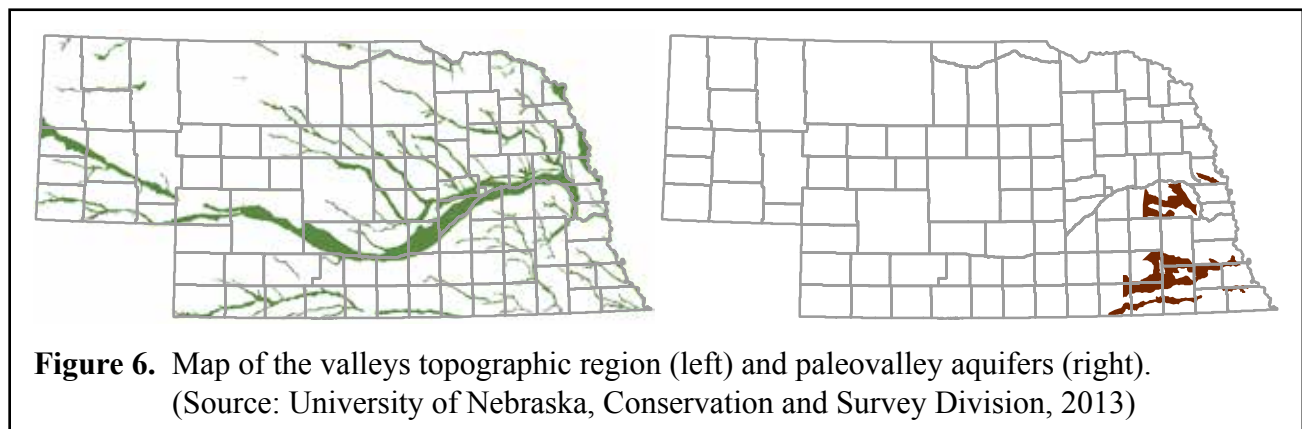 Figure 6. Map of the valleys topographic region (left) and paleovalley aquifers (right).
(Source: University of Nebraska, Conservation and Survey Division, 2013)